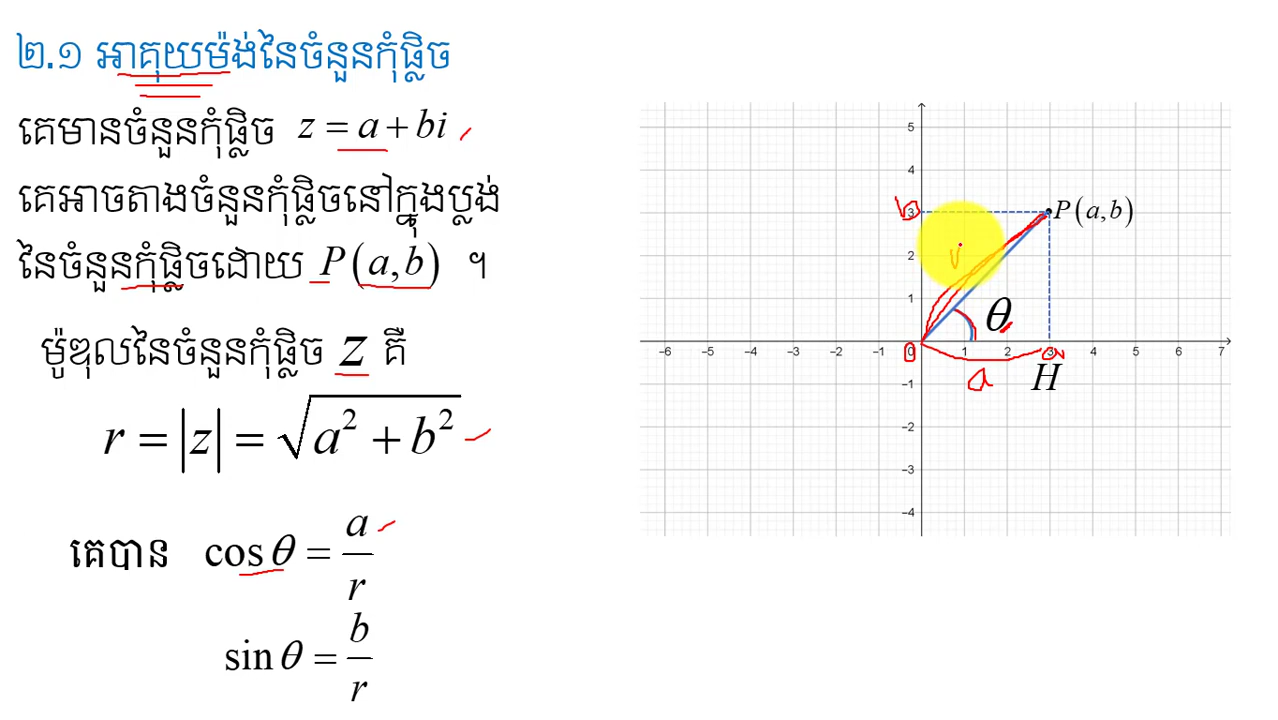 ២.១ អាគុយម៉ង់នៃចំនួនកុំផ្លិច
គេមានចំនួនកុំផ្លិច z = a + bi
គេអាចតាងចំនួនកុំផ្លិចនៅក្នុងប្លង់
នៃចំនួនកុំផ្លិចដោយ P(a,b) ។
ម៉ូឌុលនៃចំនួនកុំផ្លិច z គឺ
r = |z| = √(a² + b²)
គេបាន cos θ = a/r
sin θ = b/r
5
4
b 3 P(a,b)
2 r
1 θ
−6 −5 −4 −3 −2 −1 0 1 2 3 4 5 6 7
0 a a
−1 H
−2
−3
−4